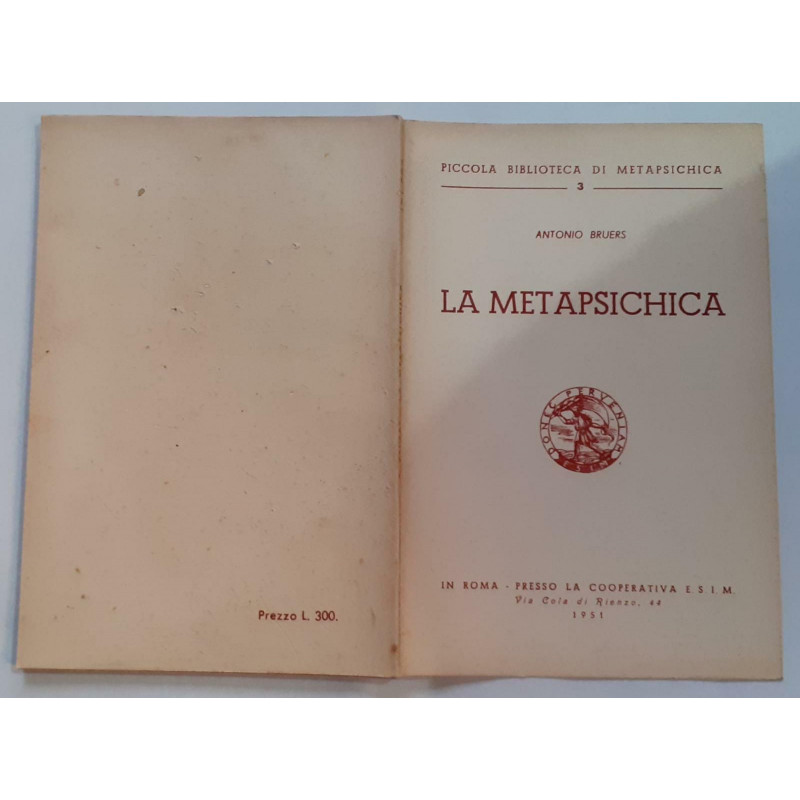 PICCOLA BIBLIOTECA DI METAPSICHICA
3
ANTONIO BRUERS
LA METAPSICHICA
DONEC PERVENIAM
E.S.I.M.
IN ROMA - PRESSO LA COOPERATIVA E.S.I.M.
Via Cola di Rienzo, 44
1951
Prezzo L. 300.